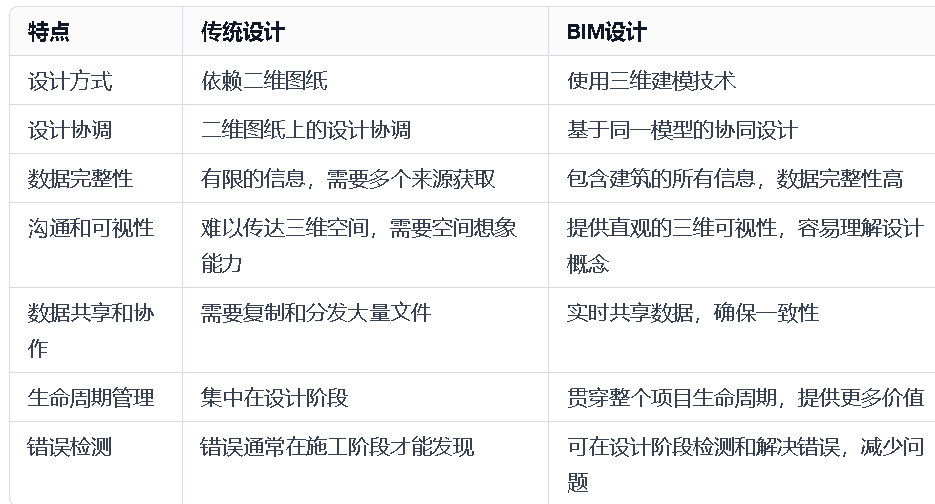 特点 传统设计 BIM设计
设计方式 依赖二维图纸 使用三维建模技术
设计协调 二维图纸上的设计协调 基于同一模型的协同设计
数据完整性 有限的信息，需要多个来源获取 包含建筑的所有信息，数据完整性高
沟通和可视性 难以传达三维空间，需要空间想象 提供直观的三维可视性，容易理解设计
能力 概念
数据共享和协 需要复制和分发大量文件 实时共享数据，确保一致性
作
生命周期管理 集中在设计阶段 贯穿整个项目生命周期，提供更多价值
错误检测 错误通常在施工阶段才能发现 可在设计阶段检测和解决错误，减少问
题